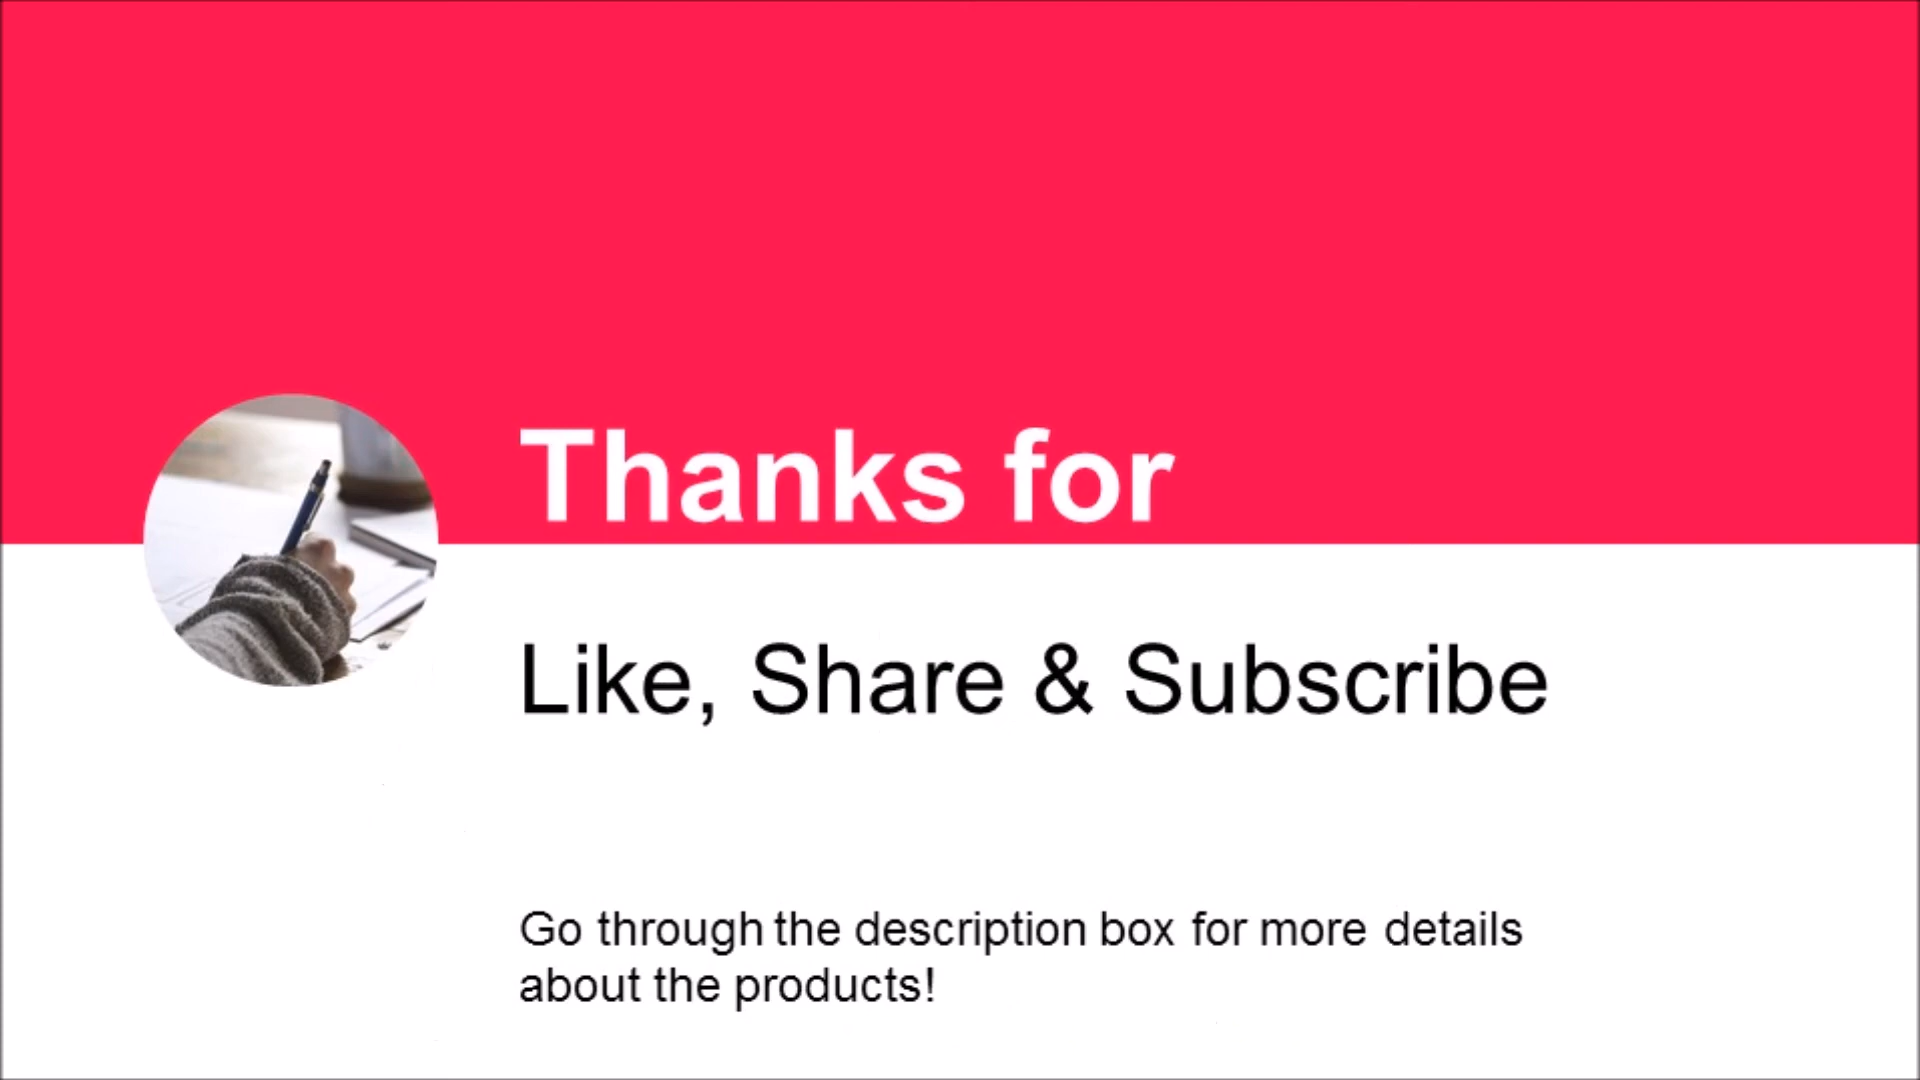 Thanks for
Like, Share & Subscribe
Go through the description box for more details
about the products!